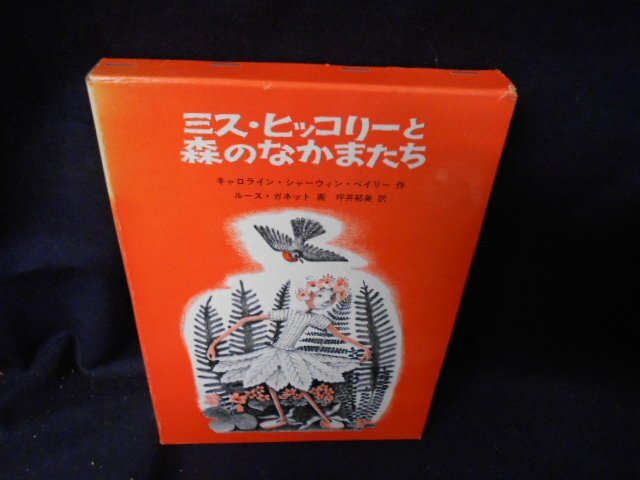 ミス・ヒッコリーと
森のなかまたち
キャロライン・シャーウィン・ベイリー 作
ルース・ガネット 画 坪井郁美 訳